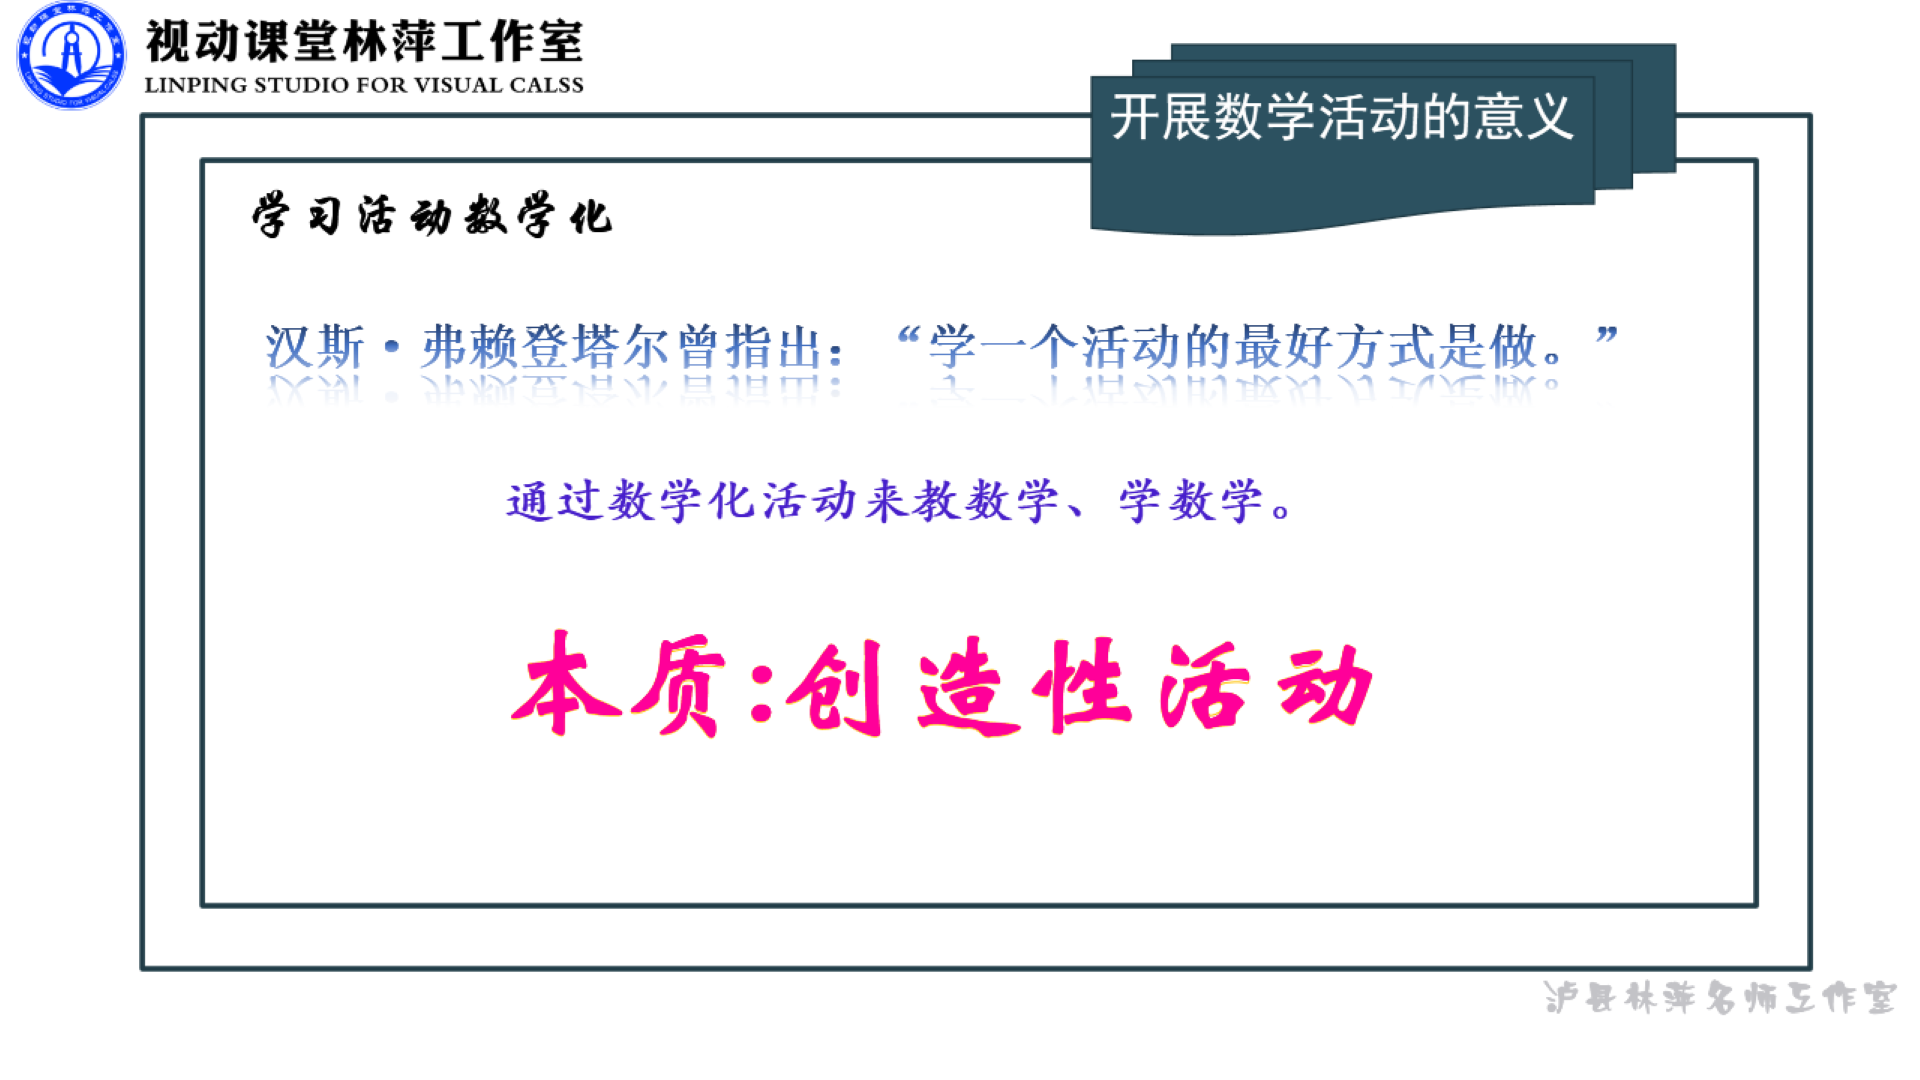 视动课堂林萍工作室
LINPING STUDIO FOR VISUAL CALSS
开展数学活动的意义
学习活动数学化
汉斯·弗赖登塔尔曾指出：“学一个活动的最好方式是做。”
通过数学化活动来教数学、学数学。
本质:创造性活动
泸县林萍名师工作室